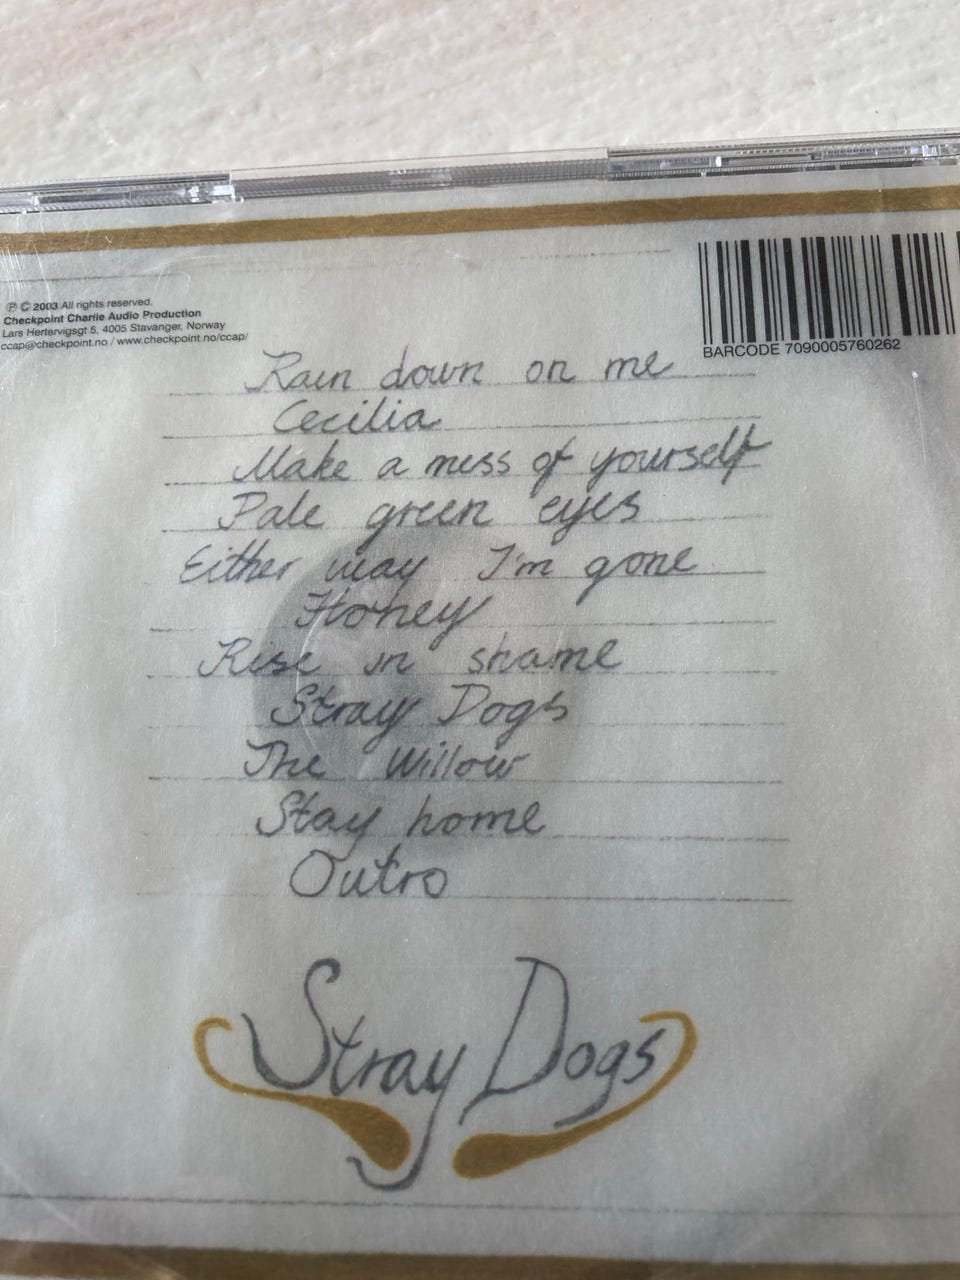 ℗ © 2003 All rights reserved.
Checkpoint Charlie Audio Production
Lars Hertervigsgt 5, 4005 Stavanger, Norway
ccap@checkpoint.no / www.checkpoint.no/ccap/
BARCODE 7090005760262
Rain down on me
Cecilia
Make a mess of yourself
Pale green eyes
Either way I'm gone
Honey
Rise in shame
Stray Dogs
The Willow
Stay home
Outro
Stray Dogs